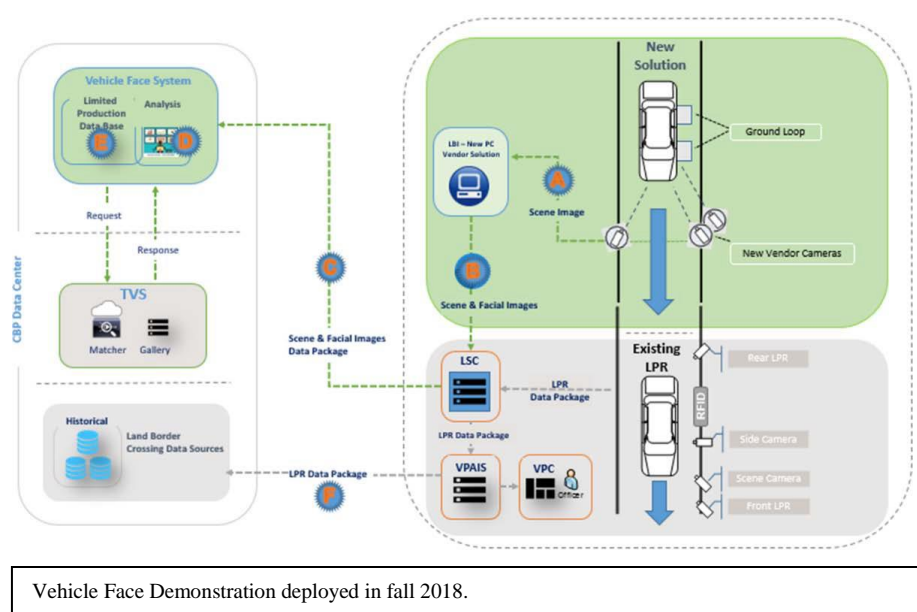 New
Solution
Vehicle Face System
Limited
Production
Data Base
Analysis
E
D
LBI – New PC
Vendor Solution
Ground Loop
A
Scene Image
Request
Response
B
New Vendor Cameras
C
CBP Data Center
TVS
Matcher
Gallery
Scene & Facial Images
Scene & Facial Images
Data Package
Existing
LPR
Rear LPR
LSC
LPR
Data Package
RFID
Historical
Land Border
Crossing Data Sources
LPR Data Package
Side Camera
LPR Data Package
F
VPAIS
VPC
Officer
Scene Camera
Front LPR
Vehicle Face Demonstration deployed in fall 2018.